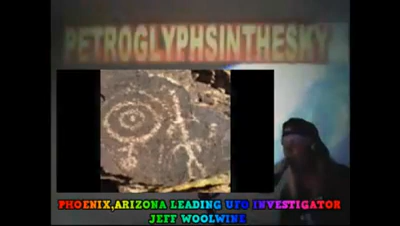 PETROGLYPHSINTHESKY
PHOENIX,ARIZONA LEADING UFO INVESTIGATOR
JEFF WOOLWINE